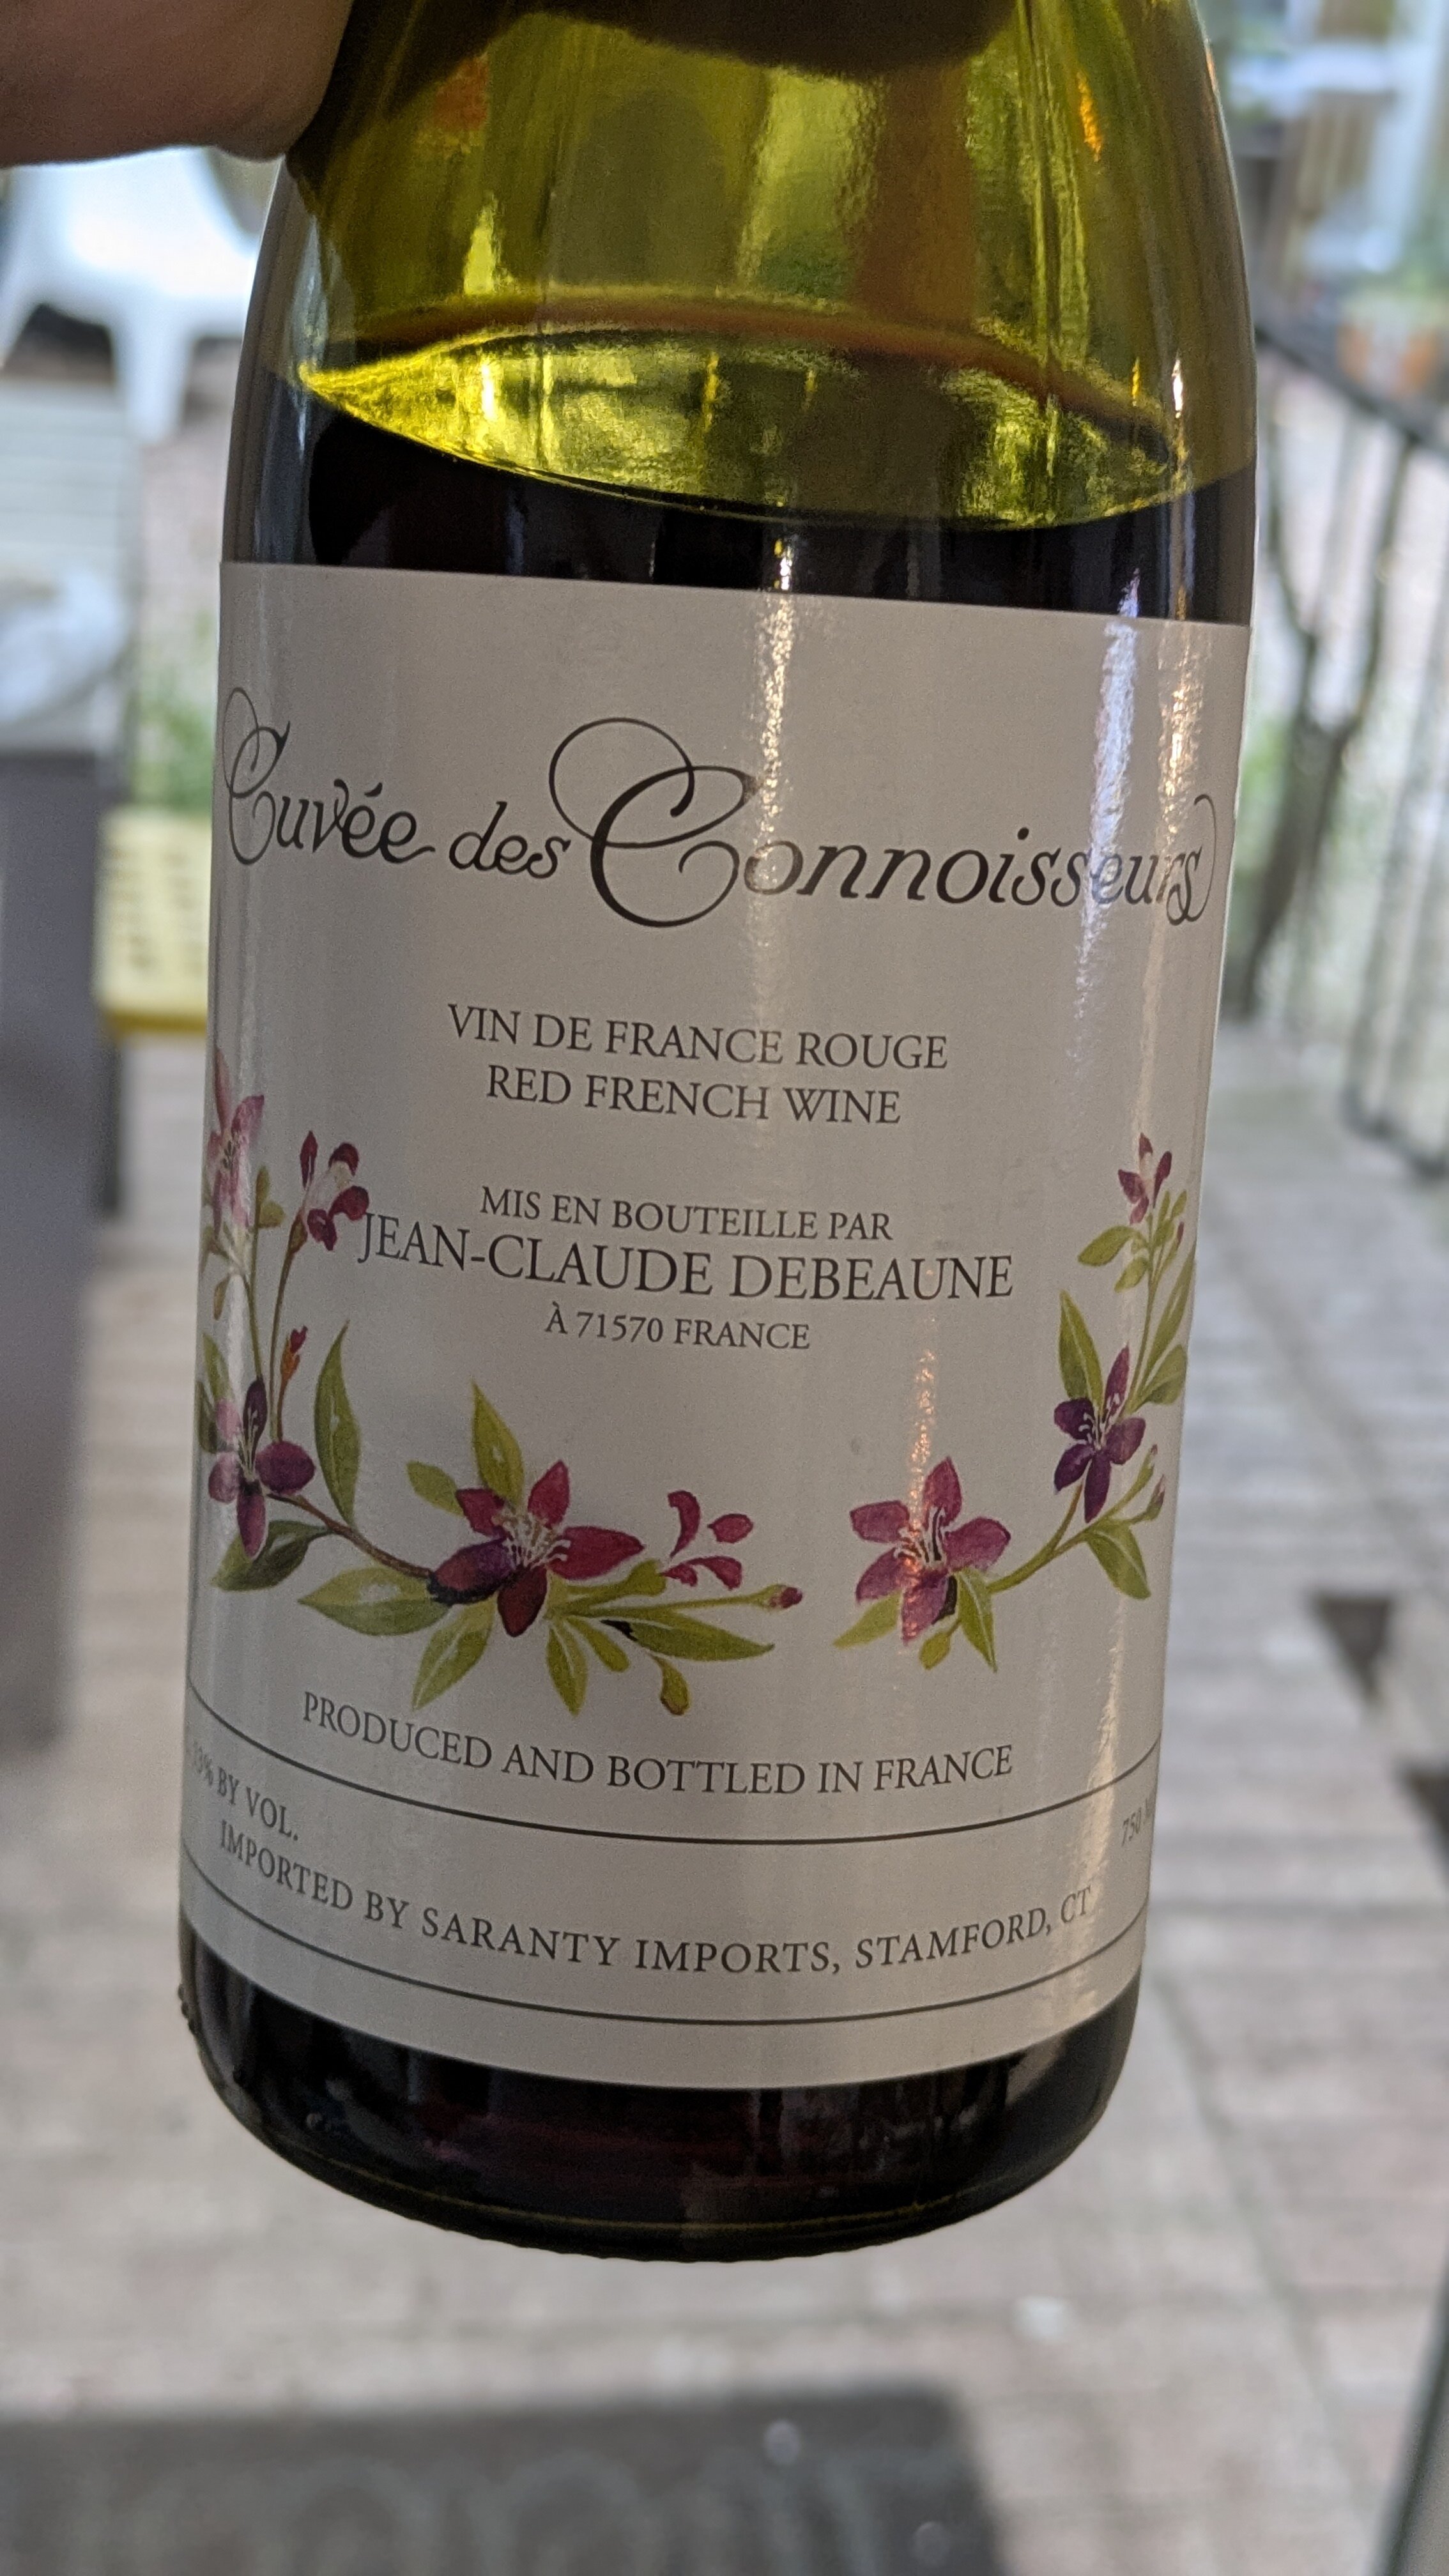 Cuvée des Connoisseurs
VIN DE FRANCE ROUGE
RED FRENCH WINE
MIS EN BOUTEILLE PAR
JEAN-CLAUDE DEBEAUNE
À 71570 FRANCE
PRODUCED AND BOTTLED IN FRANCE
BY VOL.
750
IMPORTED BY SARANTY IMPORTS, STAMFORD, CT